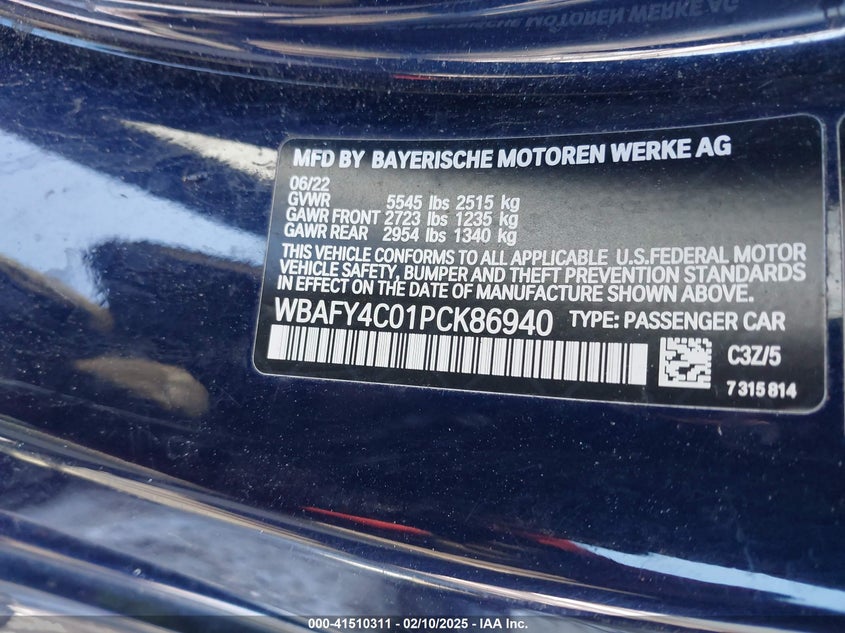 MFD BY BAYERISCHE MOTOREN WERKE AG
06/22
GVWR 5545 lbs 2515 kg
GAWR FRONT 2723 lbs 1235 kg
GAWR REAR 2954 lbs 1340 kg
THIS VEHICLE CONFORMS TO ALL APPLICABLE U.S.FEDERAL MOTOR
VEHICLE SAFETY, BUMPER AND THEFT PREVENTION STANDARDS
IN EFFECT ON THE DATE OF MANUFACTURE SHOWN ABOVE.
WBAFY4C01PCK86940 TYPE: PASSENGER CAR
C3Z/5
7 315 814
000-41510311 - 02/10/2025 - IAA Inc.